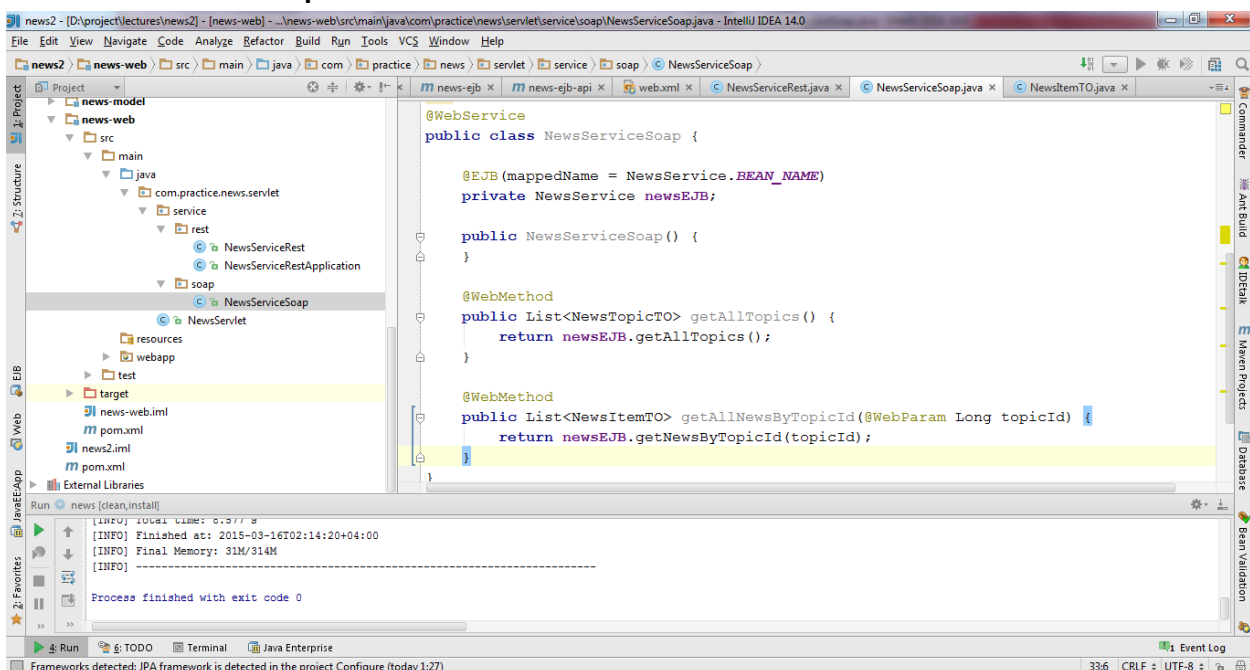 news2 - [D:\project\lectures\news2] - [news-web] - ...\news-web\src\main\java\com\practice\news\servlet\service\soap\NewsServiceSoap.java - IntelliJ IDEA 14.0
File Edit View Navigate Code Analyze Refactor Build Run Tools VCS Window Help
news2 news-web src main java com practice news servlet service soap NewsServiceSoap
Project
news-ejb news-ejb-api web.xml NewsServiceRest.java NewsServiceSoap.java NewsItemTO.java
1: Project
7: Structure
EJB
Web
JavaEE:App
2: Favorites
news-model
news-web
src
main
java
com.practice.news.servlet
service
rest
NewsServiceRest
NewsServiceRestApplication
soap
NewsServiceSoap
NewsServlet
resources
webapp
test
target
news-web.iml
pom.xml
news2.iml
pom.xml
External Libraries
@WebService
public class NewsServiceSoap {
@EJB(mappedName = NewsService.BEAN_NAME)
private NewsService newsEJB;
public NewsServiceSoap() {
}
@WebMethod
public List<NewsTopicTO> getAllTopics() {
return newsEJB.getAllTopics();
}
@WebMethod
public List<NewsItemTO> getAllNewsByTopicId(@WebParam Long topicId) {
return newsEJB.getNewsByTopicId(topicId);
}
}
Commander
Ant Build
IDEtalk
Maven Projects
Database
Bean Validation
Run news [clean,install]
[INFO] Total time: 8.577 s
[INFO] Finished at: 2015-03-16T02:14:20+04:00
[INFO] Final Memory: 31M/314M
[INFO] ------------------------------------------------------------------------
Process finished with exit code 0
4: Run 6: TODO Terminal Java Enterprise 1 Event Log
Frameworks detected: JPA framework is detected in the project Configure (today 1:27) 33:6 CRLF UTF-8